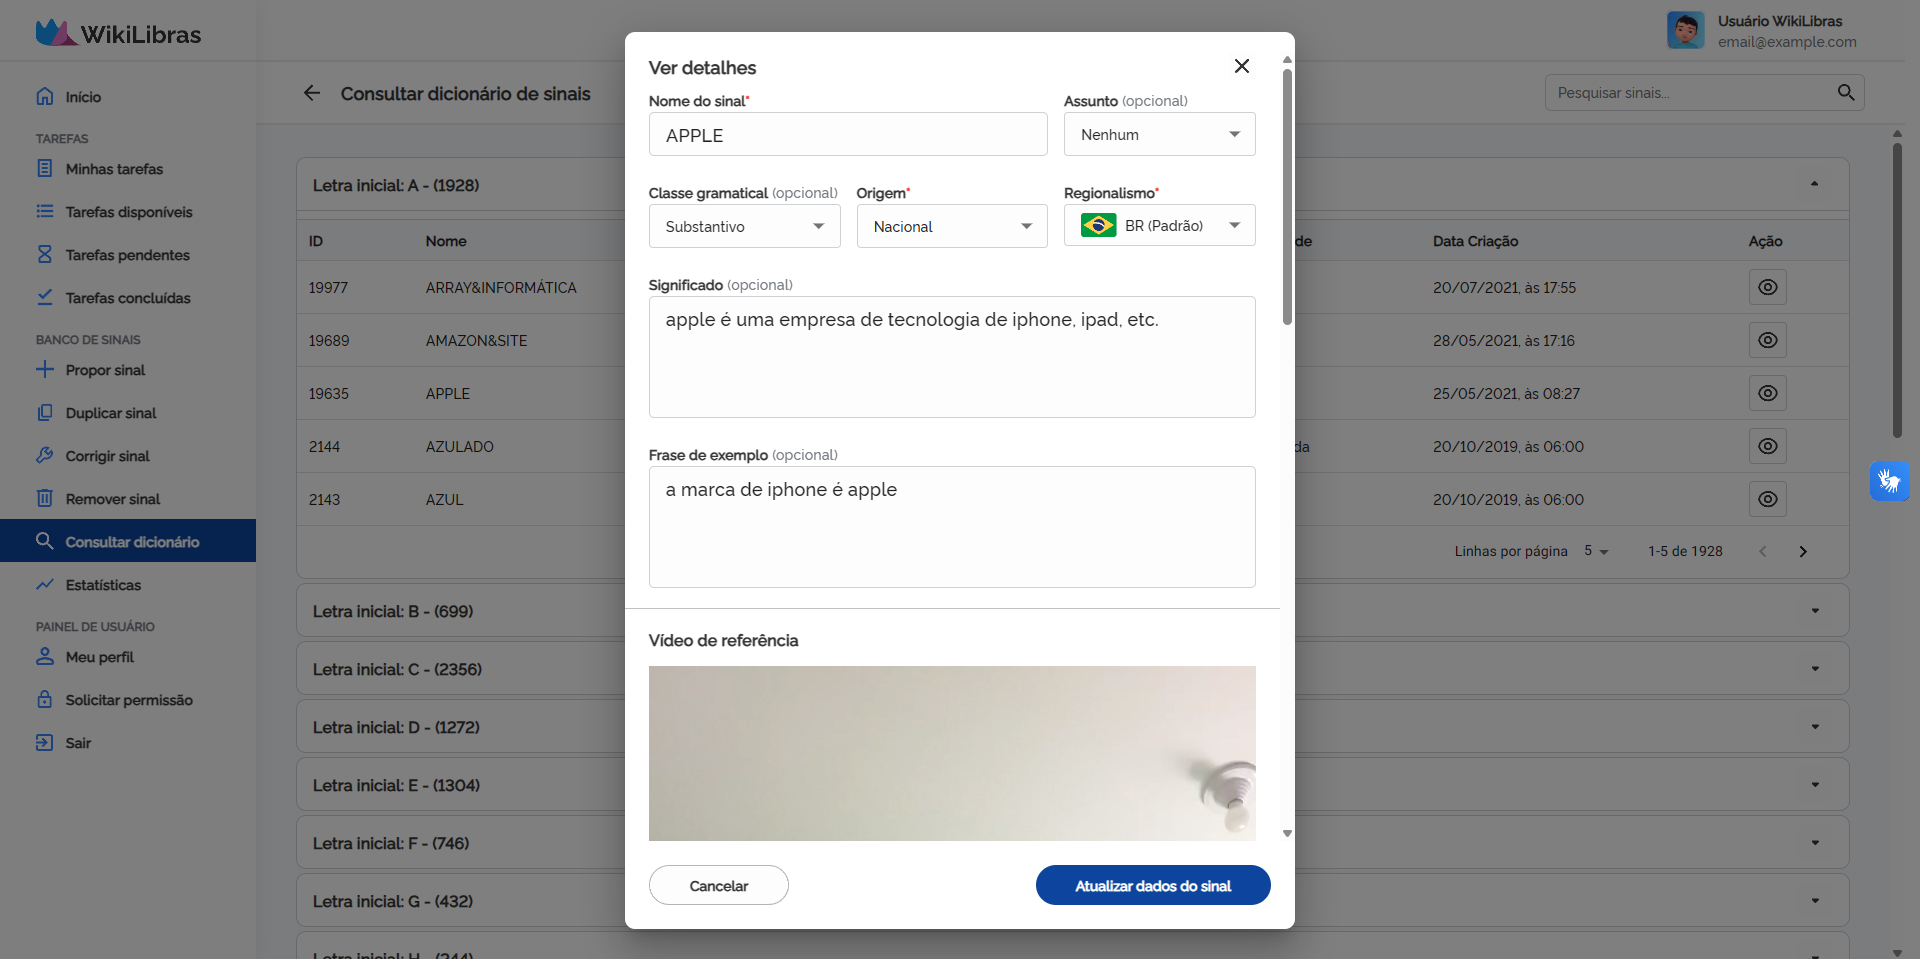 WikiLibras
Usuário WikiLibras
email@example.com
Início
TAREFAS
Minhas tarefas
Tarefas disponíveis
Tarefas pendentes
Tarefas concluídas
BANCO DE SINAIS
Propor sinal
Duplicar sinal
Corrigir sinal
Remover sinal
Consultar dicionário
Estatísticas
PAINEL DE USUÁRIO
Meu perfil
Solicitar permissão
Sair
Consultar dicionário de sinais
Pesquisar sinais...
Letra inicial: A - (1928)
ID Nome de Data Criação Ação
19977 ARRAY&INFORMÁTICA 20/07/2021, às 17:55
19689 AMAZON&SITE 28/05/2021, às 17:16
19635 APPLE 25/05/2021, às 08:27
2144 AZULADO da 20/10/2019, às 06:00
2143 AZUL 20/10/2019, às 06:00
Linhas por página 5 1-5 de 1928
Letra inicial: B - (699)
Letra inicial: C - (2356)
Letra inicial: D - (1272)
Letra inicial: E - (1304)
Letra inicial: F - (746)
Letra inicial: G - (432)
Ver detalhes
Nome do sinal* Assunto (opcional)
APPLE Nenhum
Classe gramatical (opcional) Origem* Regionalismo*
Substantivo Nacional BR (Padrão)
Significado (opcional)
apple é uma empresa de tecnologia de iphone, ipad, etc.
Frase de exemplo (opcional)
a marca de iphone é apple
Vídeo de referência
Cancelar Atualizar dados do sinal